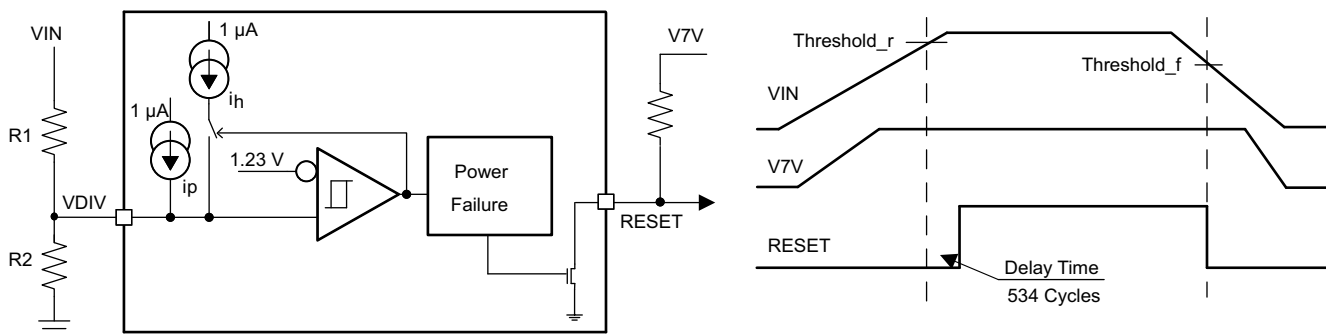 1 µA
VIN
V7V
ih
1 µA
R1
1.23 V
Power
Failure
ip
VDIV
RESET
R2
Threshold_r
Threshold_f
VIN
V7V
RESET
Delay Time
534 Cycles